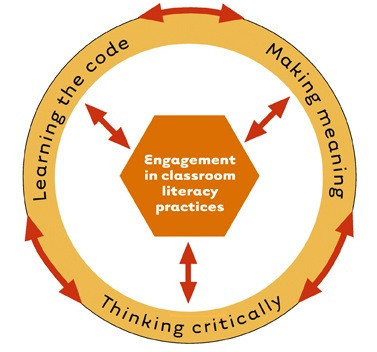 Learning the code
Making meaning
Engagement
in classroom
literacy
practices
Thinking critically